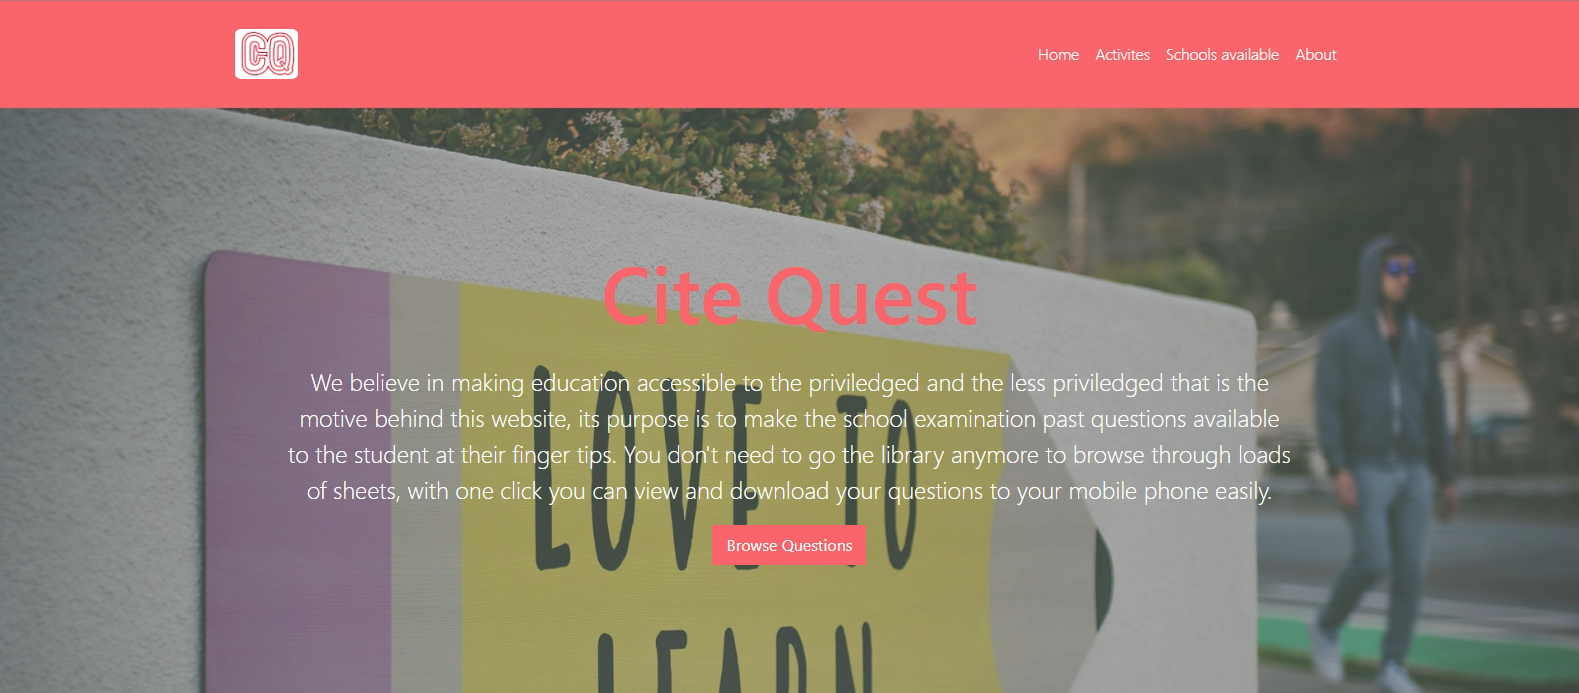 CQ
Home Activites Schools available About
Cite Quest
We believe in making education accessible to the priviledged and the less priviledged that is the
motive behind this website, its purpose is to make the school examination past questions available
to the student at their finger tips. You don't need to go the library anymore to browse through loads
of sheets, with one click you can view and download your questions to your mobile phone easily.
Browse Questions
LOVE TO
LEARN